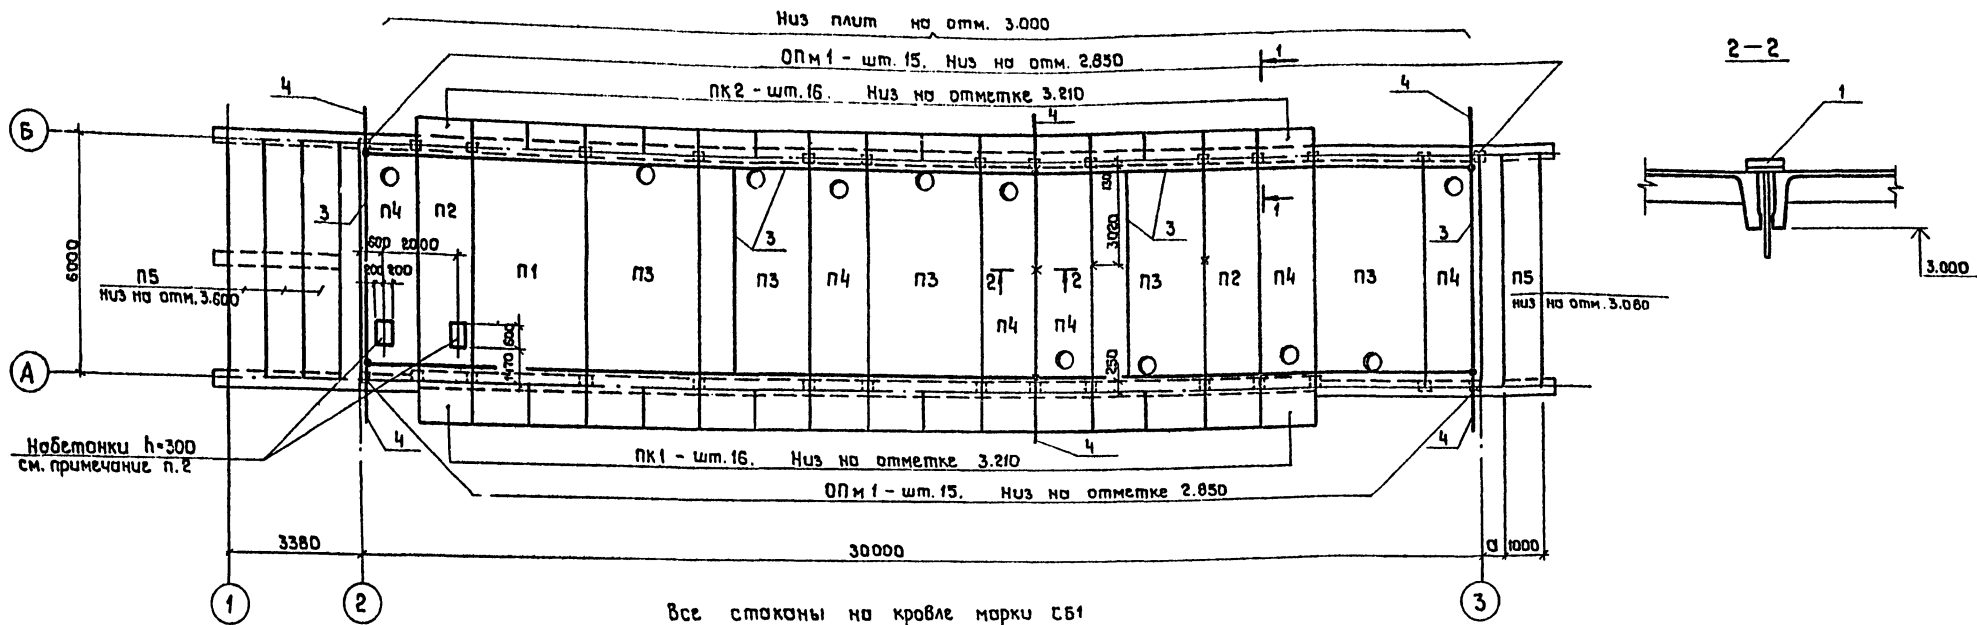 Низ плит на отм. 3.000
ОПм1 - шт. 15. Низ на отм. 2.850
ПК2 - шт. 16. Низ на отметке 3.210
1
4
4
4
Б
3
П4
П2
600 2000
200 200
П1
П3
3
П3
П4
П3
2
2
П4
П4
130
3020
250
3
П3
П2
1
П4
П3
3
П4
П5
Низ на отм. 3.080
6000
П5
Низ на отм. 3.600
600
1470
А
Набетонки h=300
см. примечание п.2
4
4
4
ПК1 - шт. 16. Низ на отметке 3.210
ОПм1 - шт. 15. Низ на отметке 2.850
3380
30000
а
1000
1
2
3
Все стаканы на кровле марки СБ1
2-2
1
3.000